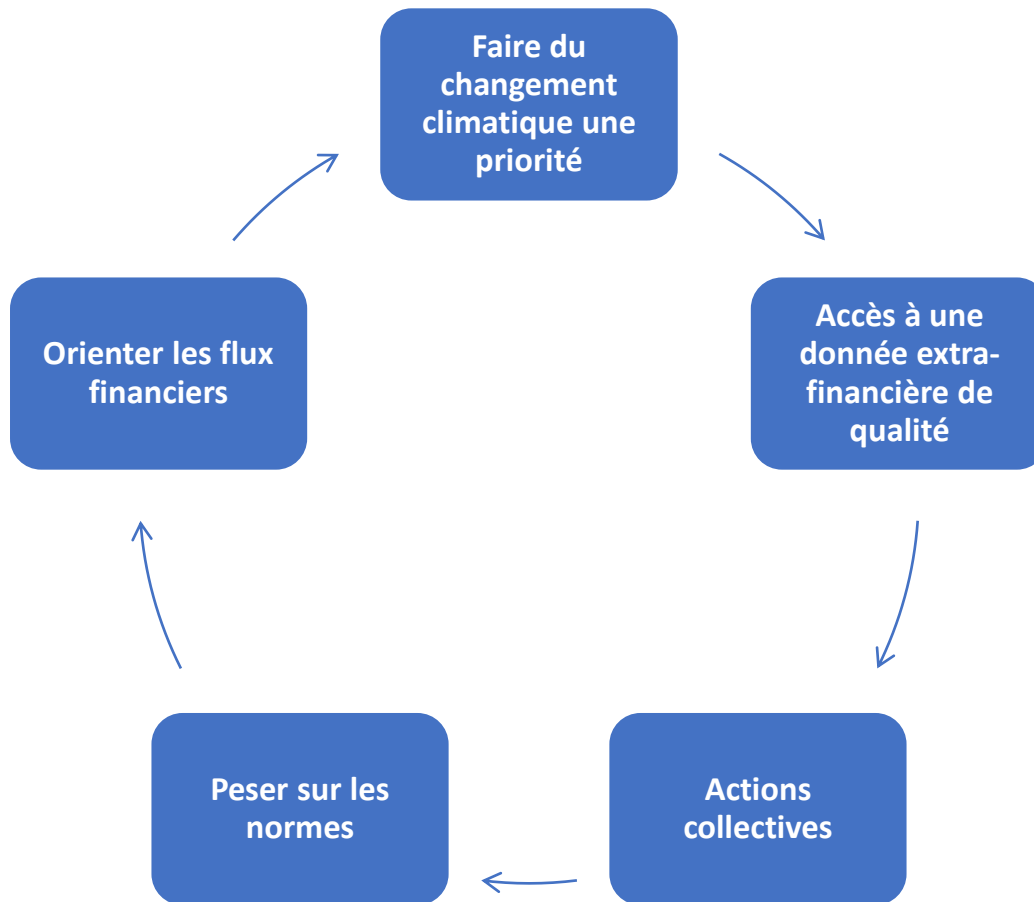 Faire du
changement
climatique une
priorité
Accès à une
donnée extra-
financière de
qualité
Actions
collectives
Peser sur les
normes
Orienter les flux
financiers